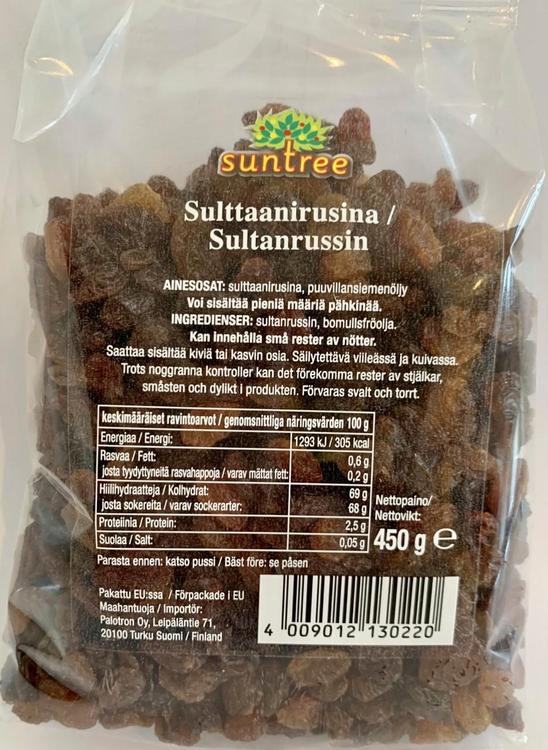 suntree
Sulttaanirusina /
Sultanrussin
AINESOSAT: sulttaanirusina, puuvillansiemenöljy
Voi sisältää pieniä määriä pähkinää.
INGREDIENSER: sultanrussin, bomullsfröolja.
Kan innehålla små rester av nötter.
Saattaa sisältää kiviä tai kasvin osia. Säilytettävä viileässä ja kuivassa.
Trots noggranna kontroller kan det förekomma rester av stjälkar,
småsten och dylikt i produkten. Förvaras svalt och torrt.
keskimääräiset ravintoarvot / genomsnittliga näringsvärden 100 g
Energiaa / Energi: 1293 kJ / 305 kcal
Rasvaa / Fett: 0,6 g
josta tyydyttyneitä rasvahappoja / varav mättat fett: 0,2 g
Hiilihydraatteja / Kolhydrat: 69 g
josta sokereita / varav sockerarter: 68 g
Proteiinia / Protein: 2,5 g
Suolaa / Salt: 0,05 g
Nettopaino/
Nettovikt:
450 g e
Parasta ennen: katso pussi / Bäst före: se påsen
Pakattu EU:ssa / Förpackade i EU
Maahantuoja / Importör:
Palotron Oy, Leipäläntie 71,
20100 Turku Suomi / Finland
4 009012 130220